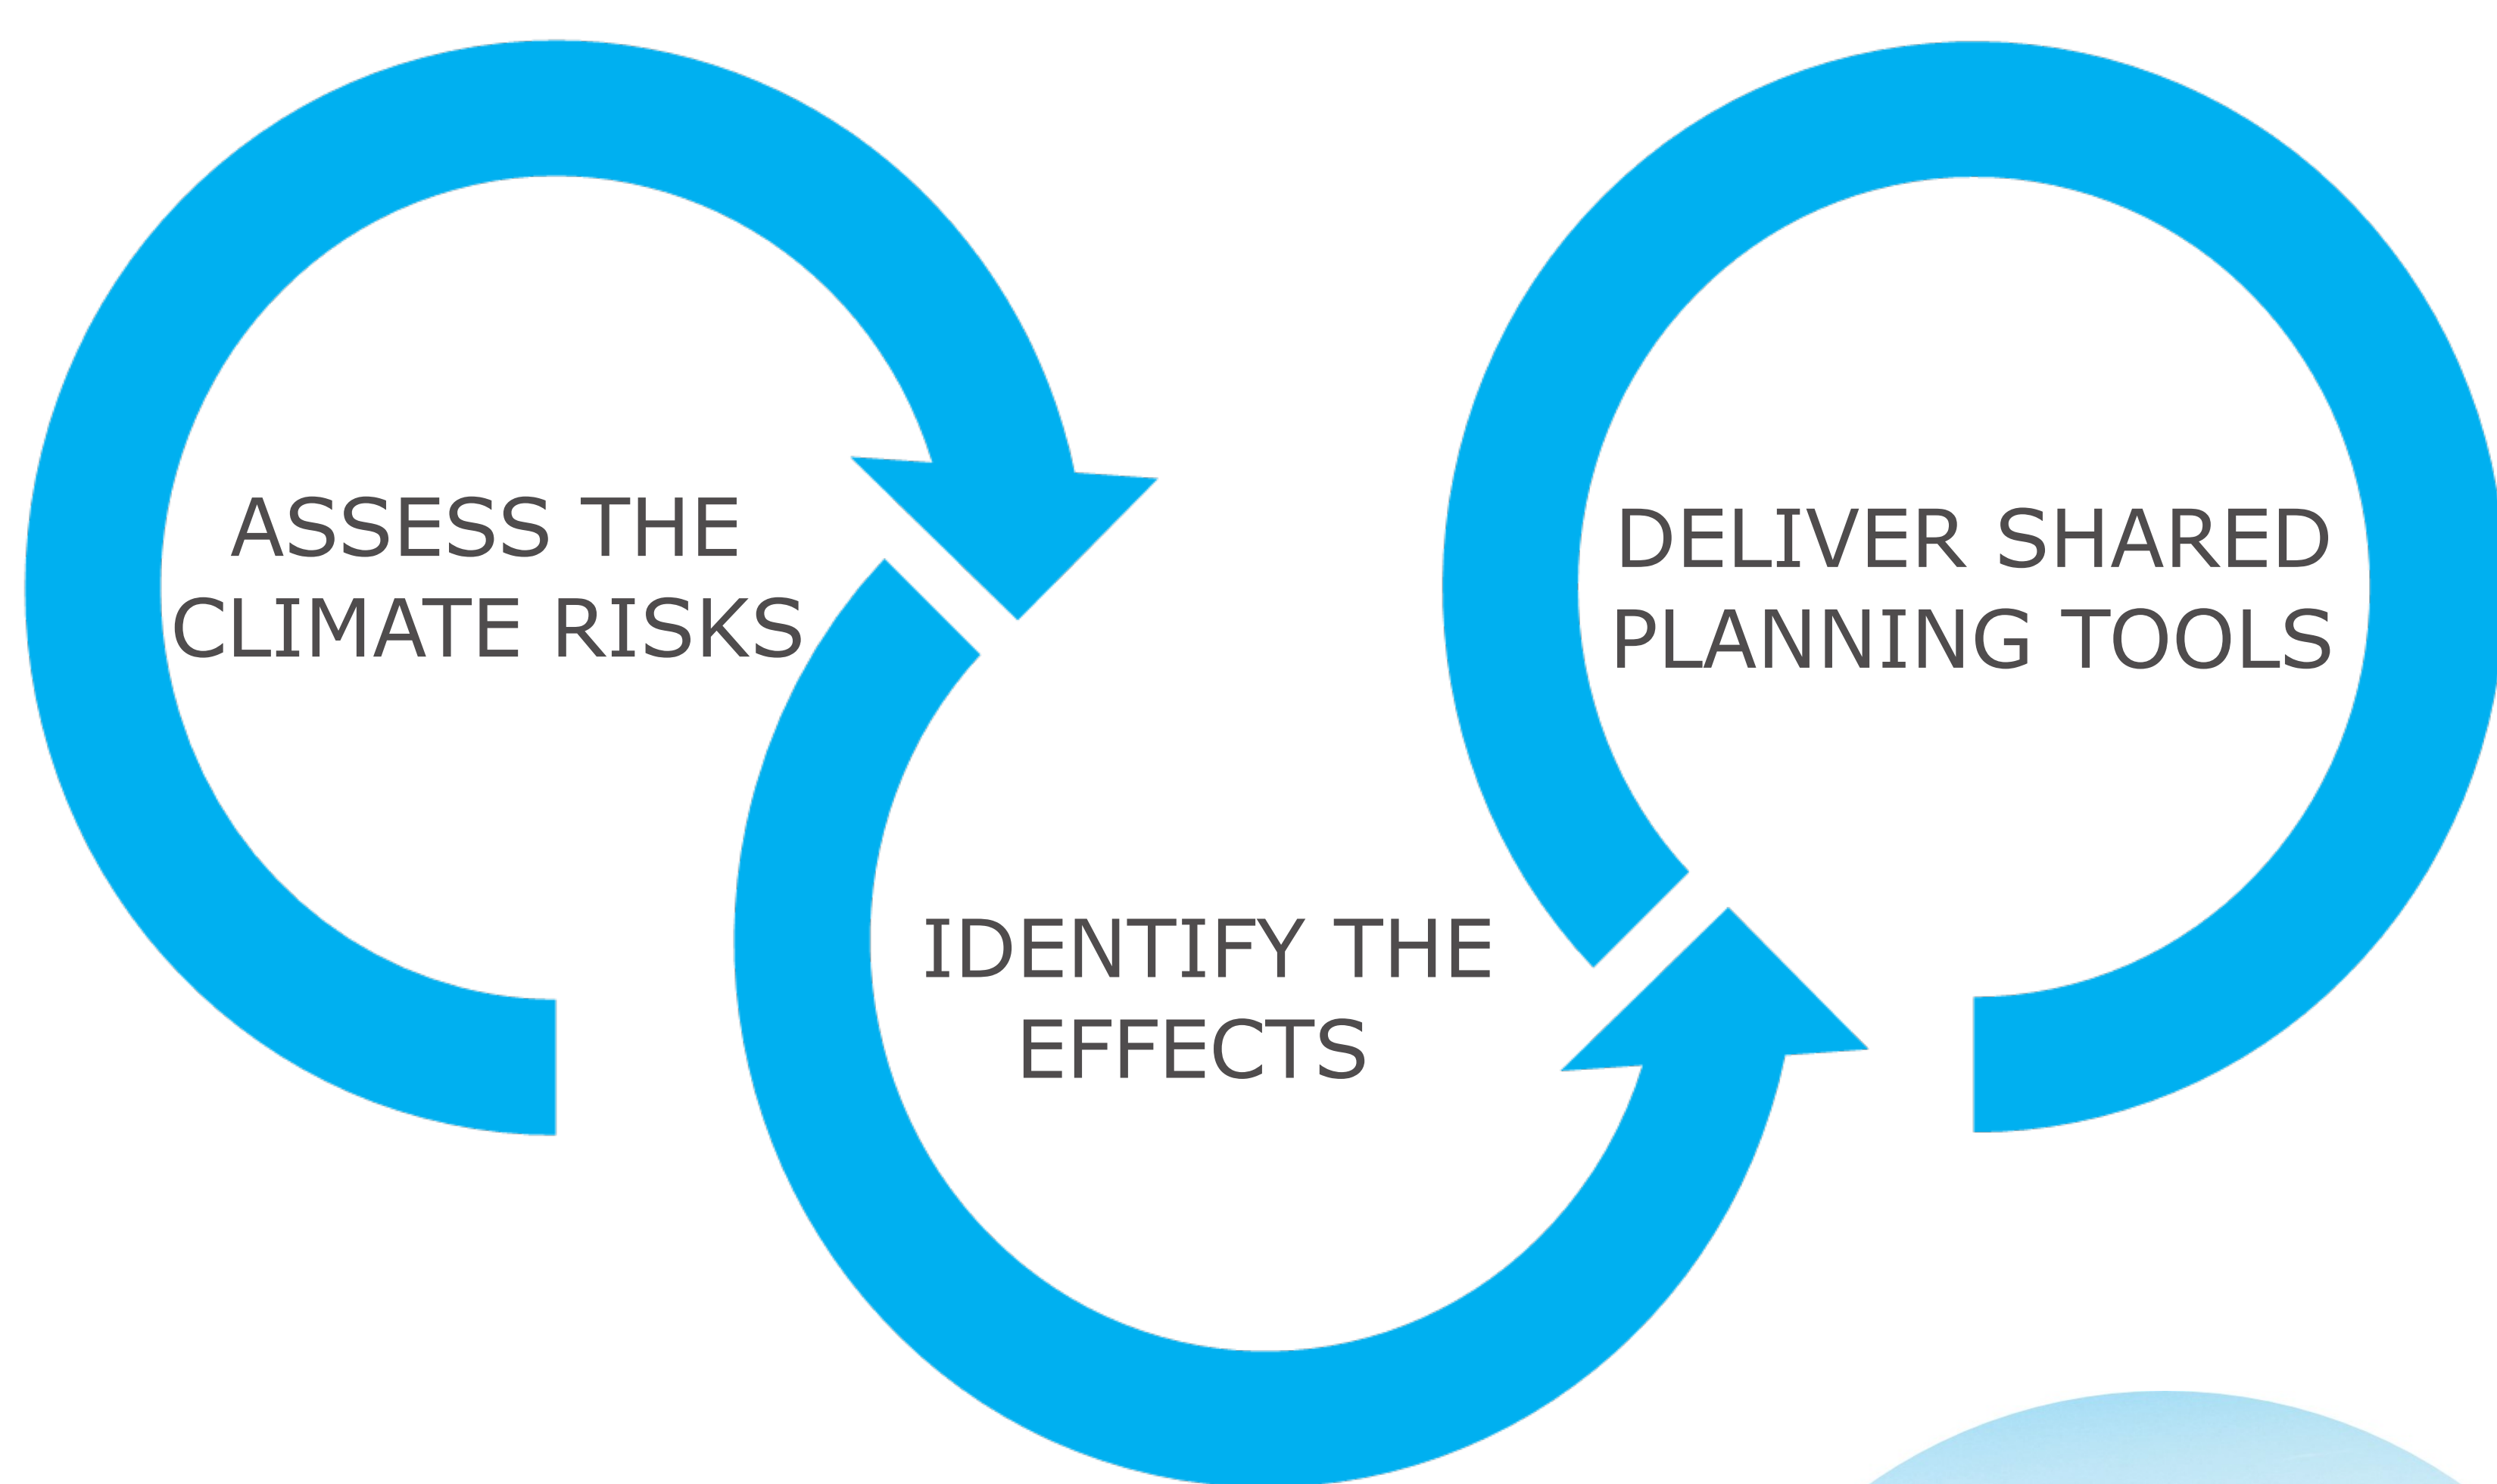 ASSESS THE
CLIMATE RISKS
IDENTIFY THE
EFFECTS
DELIVER SHARED
PLANNING TOOLS